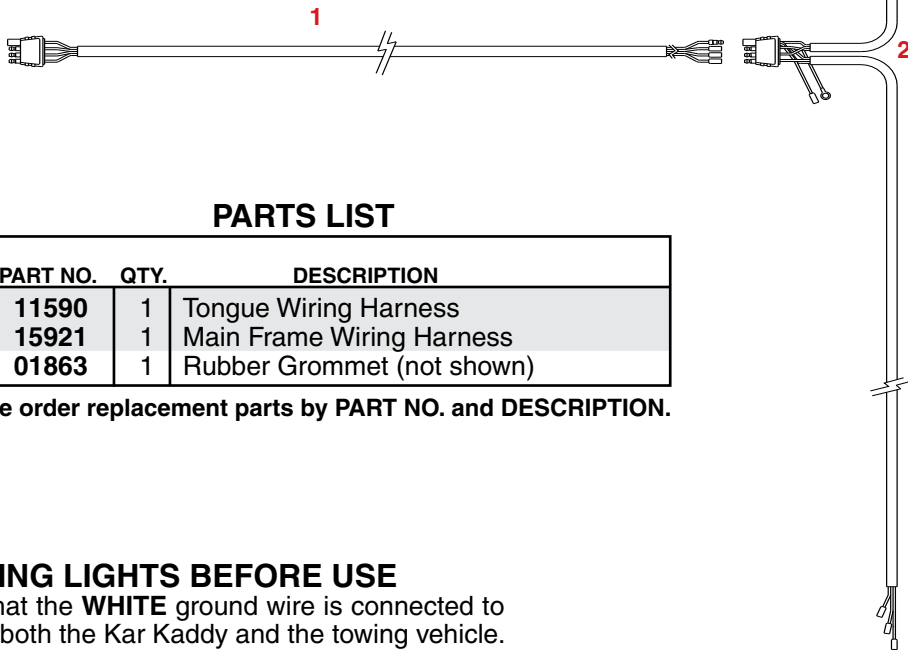 1
2
PARTS LIST
PART NO. QTY. DESCRIPTION
11590 1 Tongue Wiring Harness
15921 1 Main Frame Wiring Harness
01863 1 Rubber Grommet (not shown)
e order replacement parts by PART NO. and DESCRIPTION.
ING LIGHTS BEFORE USE
hat the WHITE ground wire is connected to
both the Kar Kaddy and the towing vehicle.